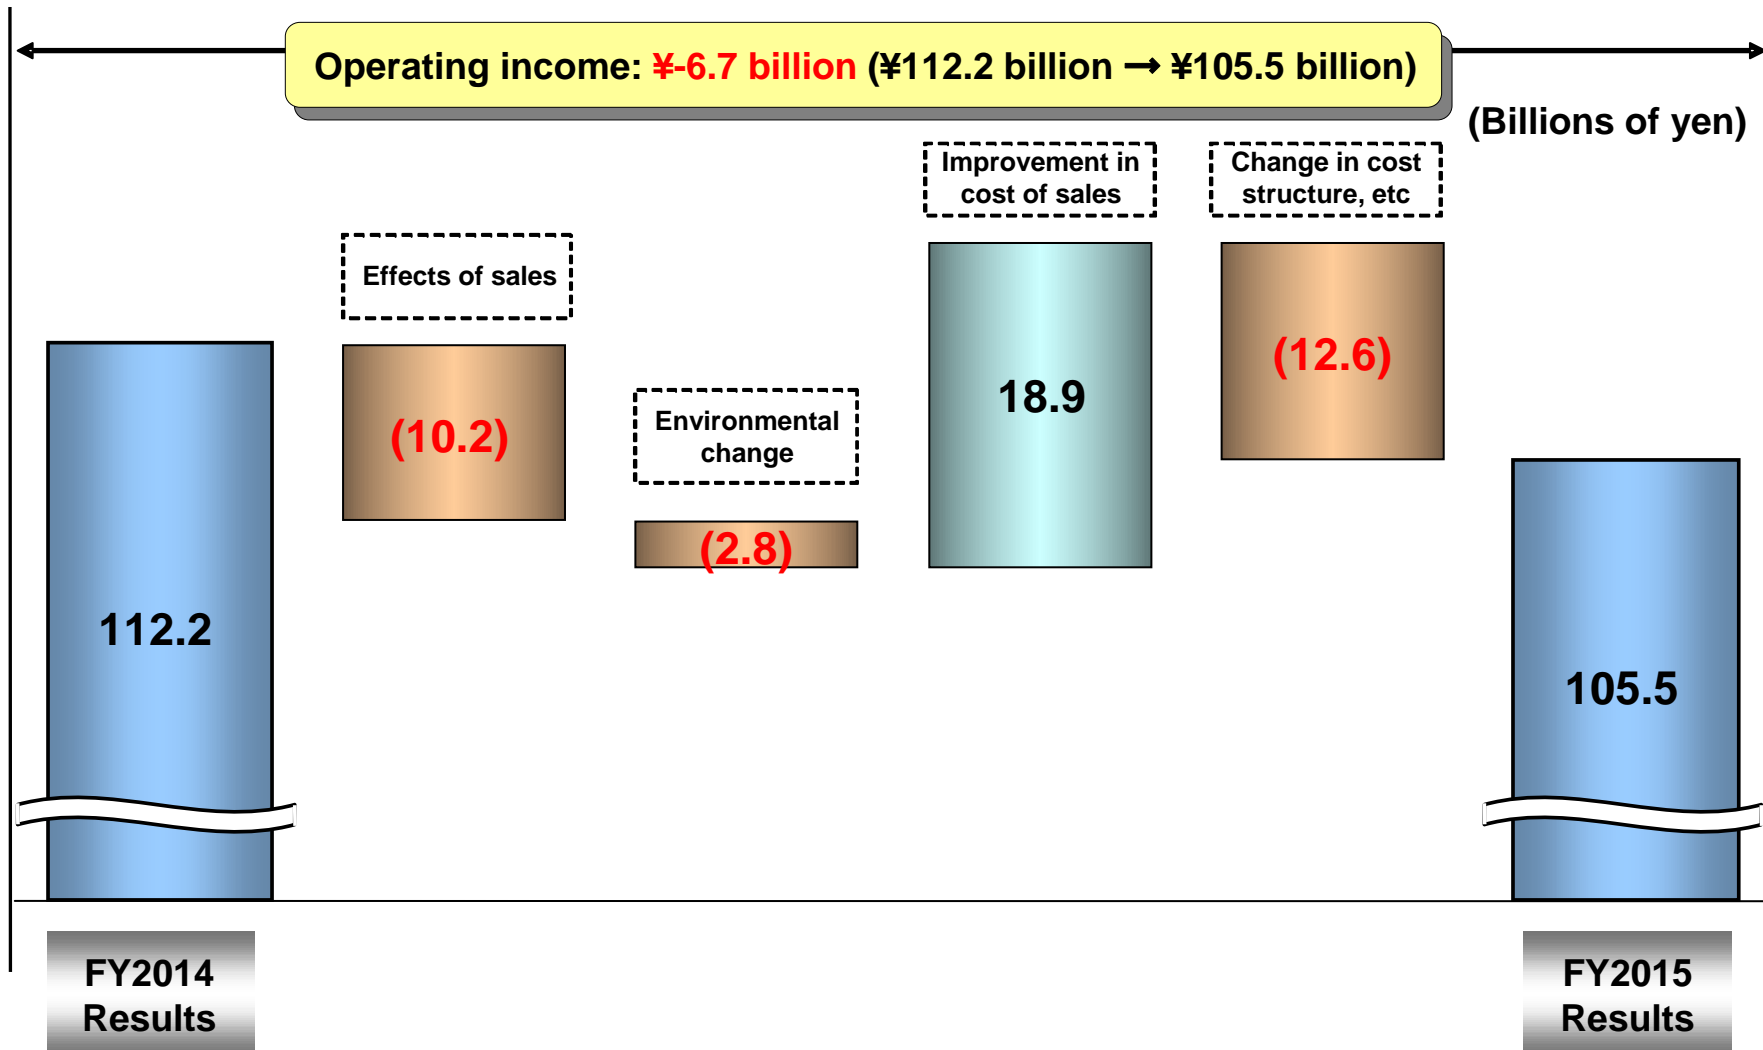 Operating income: ¥-6.7 billion (¥112.2 billion → ¥105.5 billion)
(Billions of yen)
Improvement in
cost of sales
Change in cost
structure, etc
Effects of sales
Environmental
change
112.2
(10.2)
(2.8)
18.9
(12.6)
105.5
FY2014
Results
FY2015
Results